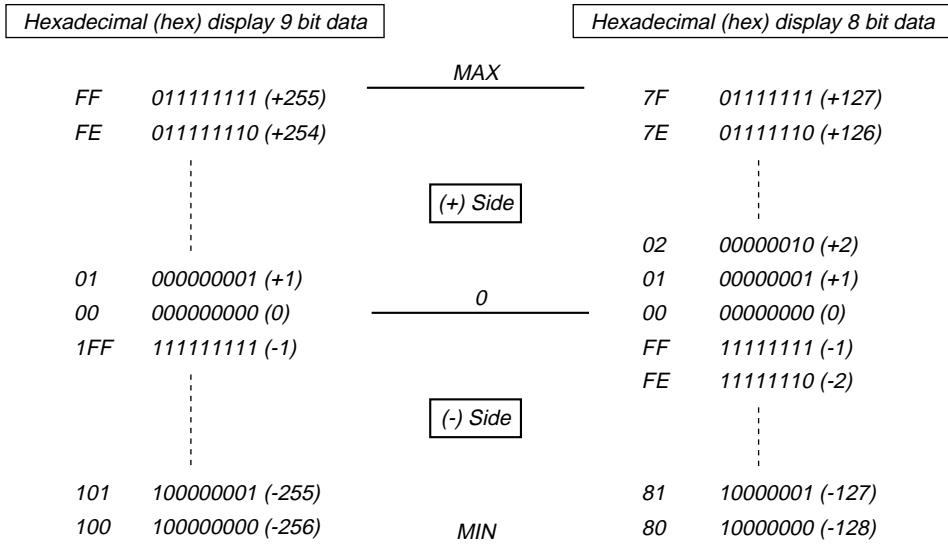 Hexadecimal (hex) display 9 bit data
Hexadecimal (hex) display 8 bit data
MAX
FF 011111111 (+255)
7F 01111111 (+127)
FE 011111110 (+254)
7E 01111110 (+126)
(+) Side
02 00000010 (+2)
01 000000001 (+1)
01 00000001 (+1)
0
00 000000000 (0)
00 00000000 (0)
1FF 111111111 (-1)
FF 11111111 (-1)
FE 11111110 (-2)
(-) Side
101 100000001 (-255)
81 10000001 (-127)
100 100000000 (-256)
MIN
80 10000000 (-128)